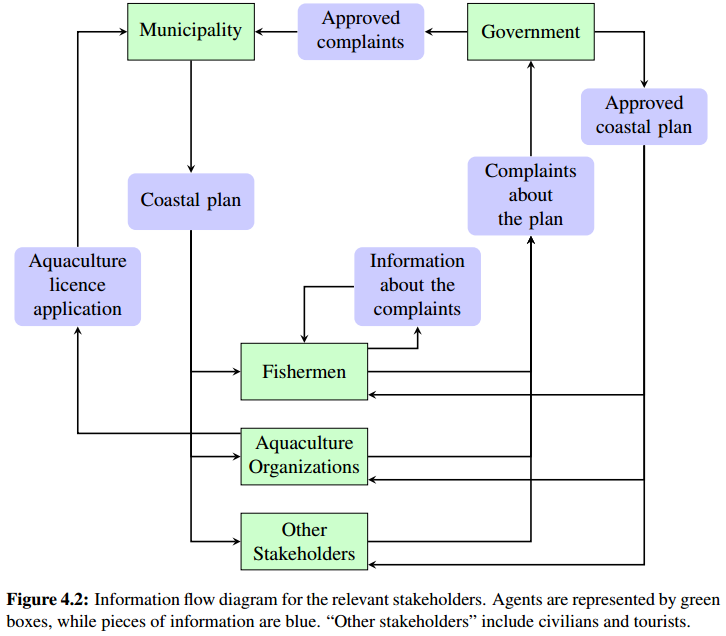 Municipality
Approved
complaints
Government
Approved
coastal plan
Complaints
about
the plan
Coastal plan
Aquaculture
licence
application
Information
about the
complaints
Fishermen
Aquaculture
Organizations
Other
Stakeholders
Figure 4.2: Information flow diagram for the relevant stakeholders. Agents are represented by green
boxes, while pieces of information are blue. “Other stakeholders” include civilians and tourists.